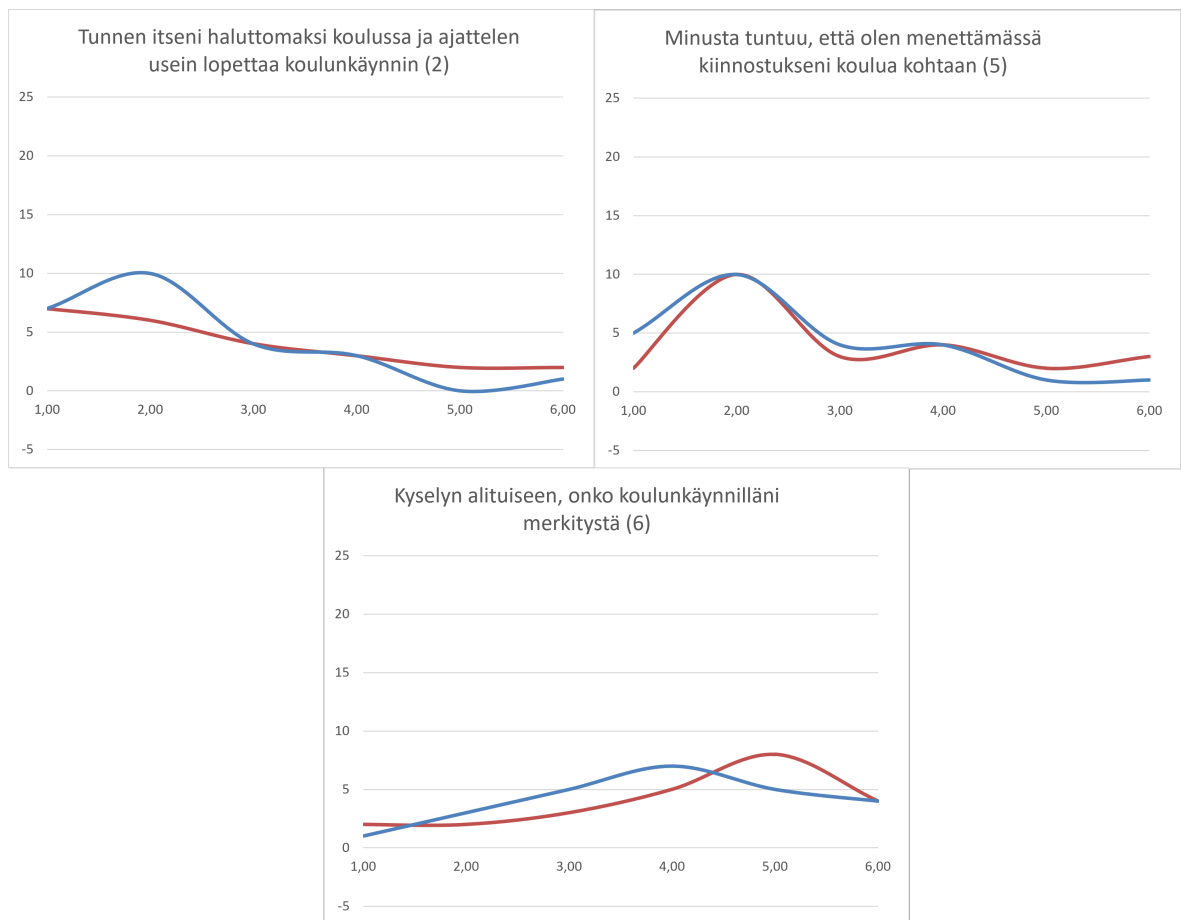 Tunnen itseni haluttomaksi koulussa ja ajattelen
usein lopettaa koulunkäynnin (2)
25
20
15
10
5
0
-5
1,00 2,00 3,00 4,00 5,00 6,00
Minusta tuntuu, että olen menettämässä
kiinnostukseni koulua kohtaan (5)
25
20
15
10
5
0
-5
1,00 2,00 3,00 4,00 5,00 6,00
Kyselyn alituiseen, onko koulunkäynnilläni
merkitystä (6)
25
20
15
10
5
0
-5
1,00 2,00 3,00 4,00 5,00 6,00